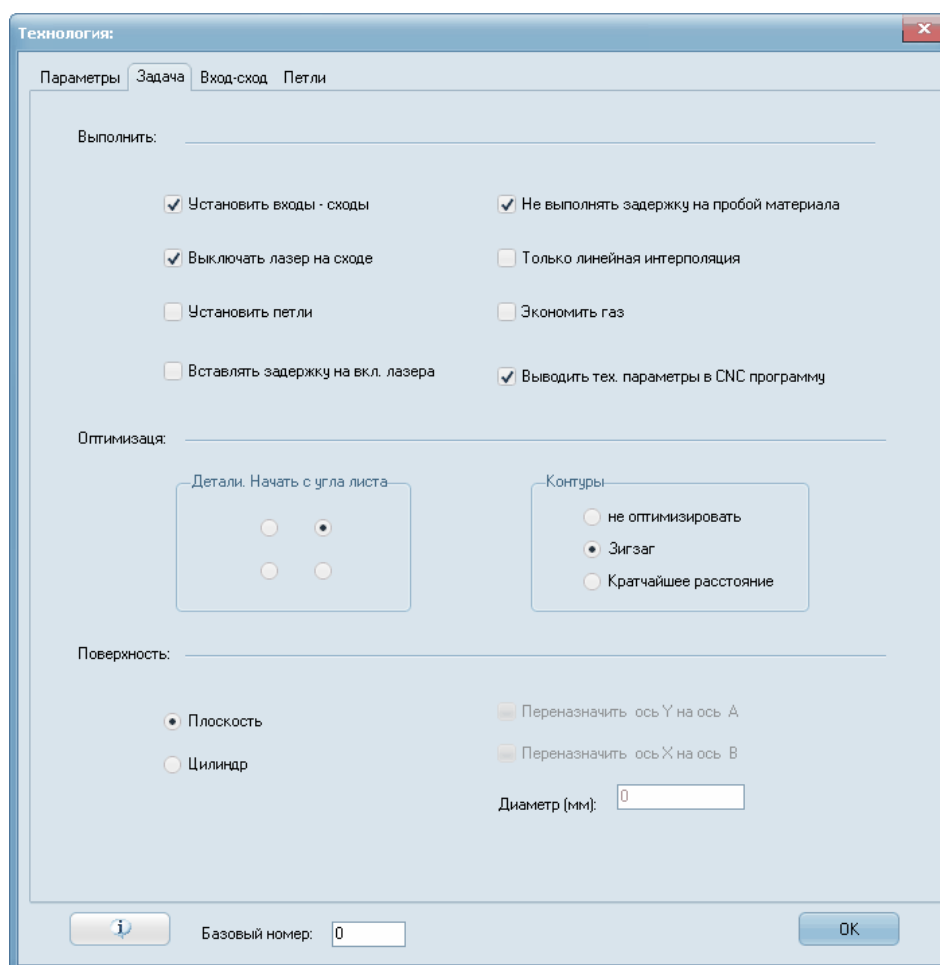 Технология:
Параметры Задача Вход-сход Петли
Выполнить:
Установить входы - сходы Не выполнять задержку на пробой материала
Выключать лазер на сходе Только линейная интерполяция
Установить петли Экономить газ
Вставлять задержку на вкл. лазера Выводить тех. параметры в CNC программу
Оптимизаця:
Детали. Начать с угла листа Контуры
не оптимизировать
Зигзаг
Кратчайшее расстояние
Поверхность:
Плоскость Переназначить ось Y на ось A
Цилиндр Переназначить ось X на ось B
Диаметр (мм): 0
Базовый номер: 0 OK